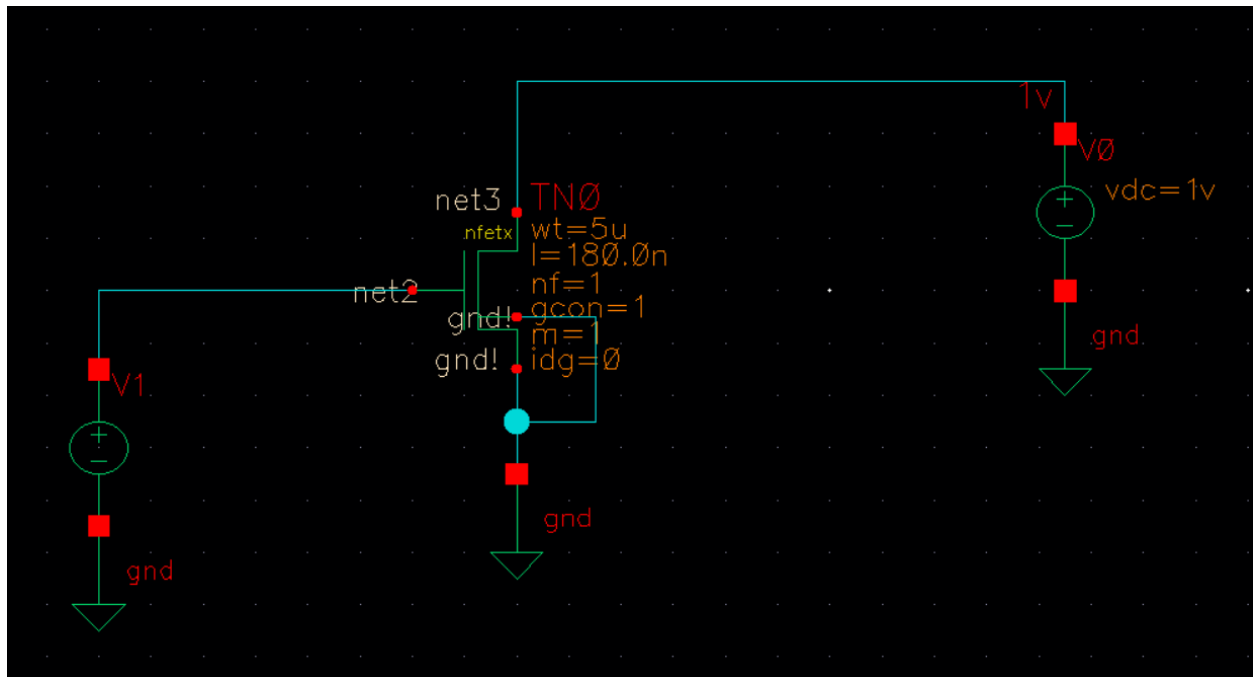 1v
V0
vdc=1v
net3
TN0
nfetx
wt=5u
l=180.0n
nf=1
net2
gcon=1
gnd!
m=1
gnd!
idg=0
gnd
V1
gnd
gnd